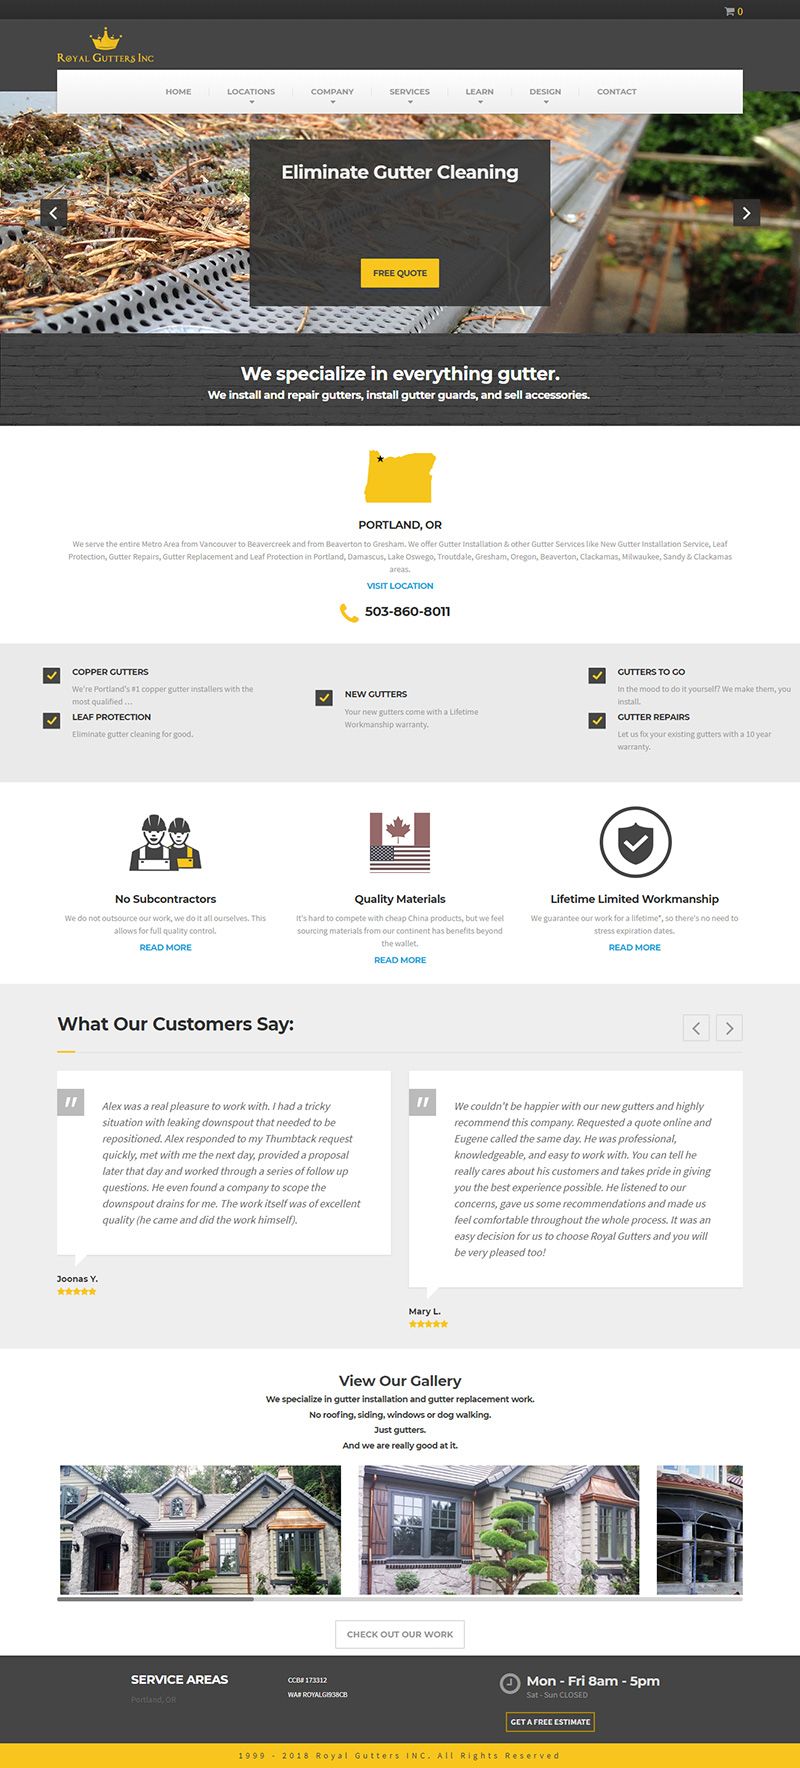 0
ROYAL GUTTERS INC
HOME
LOCATIONS
COMPANY
SERVICES
LEARN
DESIGN
CONTACT
Eliminate Gutter Cleaning
FREE QUOTE
We specialize in everything gutter.
We install and repair gutters, install gutter guards, and sell accessories.
PORTLAND, OR
We serve the entire Metro Area from Vancouver to Beavercreek and from Beaverton to Gresham. We offer Gutter Installation & other Gutter Services like New Gutter Installation Service, Leaf
Protection, Gutter Repairs, Gutter Replacement and Leaf Protection in Portland, Damascus, Lake Oswego, Troutdale, Gresham, Oregon, Beaverton, Clackamas, Milwaukee, Sandy & Clackamas
areas.
VISIT LOCATION
503-860-8011
COPPER GUTTERS
We're Portland's #1 copper gutter installers with the
most qualified ...
LEAF PROTECTION
Eliminate gutter cleaning for good.
NEW GUTTERS
Your new gutters come with a Lifetime
Workmanship warranty.
GUTTERS TO GO
In the mood to do it yourself? We make them, you
install.
GUTTER REPAIRS
Let us fix your existing gutters with a 10 year
warranty.
No Subcontractors
We do not outsource our work, we do it all ourselves. This
allows for full quality control.
READ MORE
Quality Materials
It's hard to compete with cheap China products, but we feel
sourcing materials from our continent has benefits beyond
the wallet.
READ MORE
Lifetime Limited Workmanship
We guarantee our work for a lifetime*, so there's no need to
stress expiration dates.
READ MORE
What Our Customers Say:
Alex was a real pleasure to work with. I had a tricky
situation with leaking downspout that needed to be
repositioned. Alex responded to my Thumbtack request
quickly, met with me the next day, provided a proposal
later that day and worked through a series of follow up
questions. He even found a company to scope the
downspout drains for me. The work itself was of excellent
quality (he came and did the work himself).
Joonas Y.
We couldn't be happier with our new gutters and highly
recommend this company. Requested a quote online and
Eugene called the same day. He was professional,
knowledgeable, and easy to work with. You can tell he
really cares about his customers and takes pride in giving
you the best experience possible. He listened to our
concerns, gave us some recommendations and made us
feel comfortable throughout the whole process. It was an
easy decision for us to choose Royal Gutters and you will
be very pleased too!
Mary L.
View Our Gallery
We specialize in gutter installation and gutter replacement work.
No roofing, siding, windows or dog walking.
Just gutters.
And we are really good at it.
CHECK OUT OUR WORK
SERVICE AREAS
Portland, OR
CCB# 173312
WA# ROYALGI938CB
Mon - Fri 8am - 5pm
Sat - Sun CLOSED
GET A FREE ESTIMATE
1999 - 2018 Royal Gutters INC. All Rights Reserved